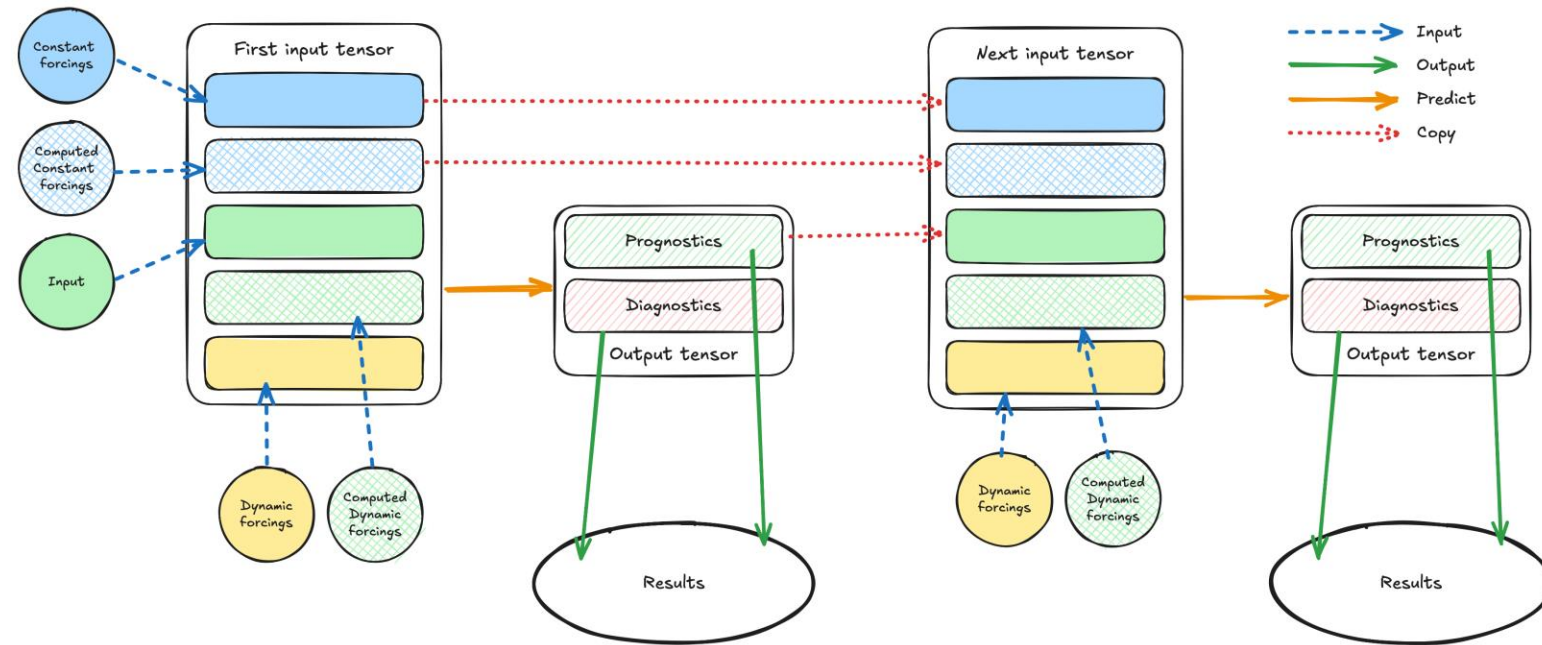 Constant
forcings
Computed
Constant
forcings
Input
First input tensor
Dynamic
forcings
Computed
Dynamic
forcings
Prognostics
Diagnostics
Output tensor
Results
Next input tensor
Dynamic
forcings
Computed
Dynamic
forcings
Prognostics
Diagnostics
Output tensor
Results
Input
Output
Predict
Copy